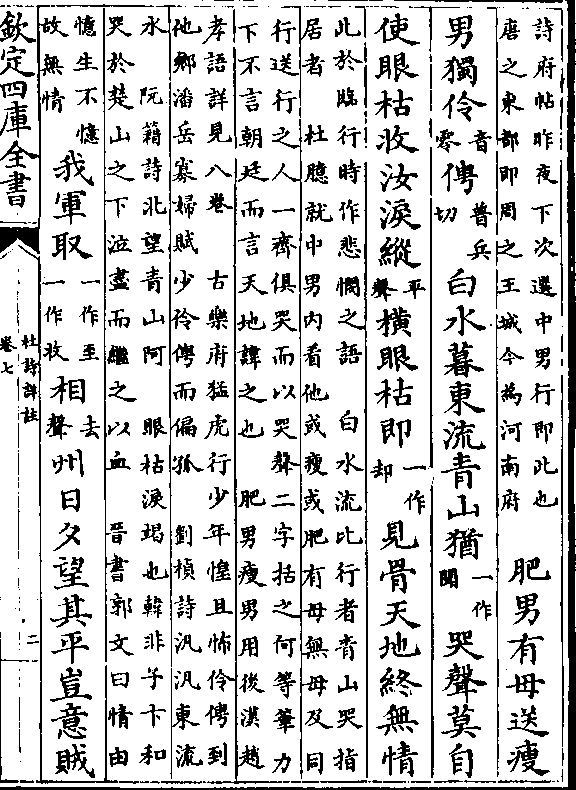 詩府帖昨夜下次選中男行即此也
唐之東都即周之王城今為河南府 肥男有母送瘦
男獨伶音零俜普兵切白水暮東流青山猶一作聞哭聲莫自
使眼枯收汝淚縱平聲橫眼枯即一作却見骨天地終無情
此於臨行時作悲憫之語 白水流比行者青山哭指
居者 杜臆就中男内看他或瘦或肥有母無母及同
行送行之人一齊俱哭而以哭聲二字括之何等筆力
下不言朝廷而言天地諱之也 肥男瘦男用後漢趙
孝語詳見八卷 古樂府猛虎行少年惶且怖伶俜到
他鄉潘岳寡婦賦少伶俜而偏孤 劉楨詩汎汎東流
水 阮籍詩北望青山阿 眼枯淚竭也韓非子卞和
哭於楚山之下泣盡而繼之以血 晉書郭文曰情由
憶生不憶
故無情 我軍取一作至一作收相去聲州日夕望其平豈意賊
欽定四庫全書
杜詩詳註
卷七
二